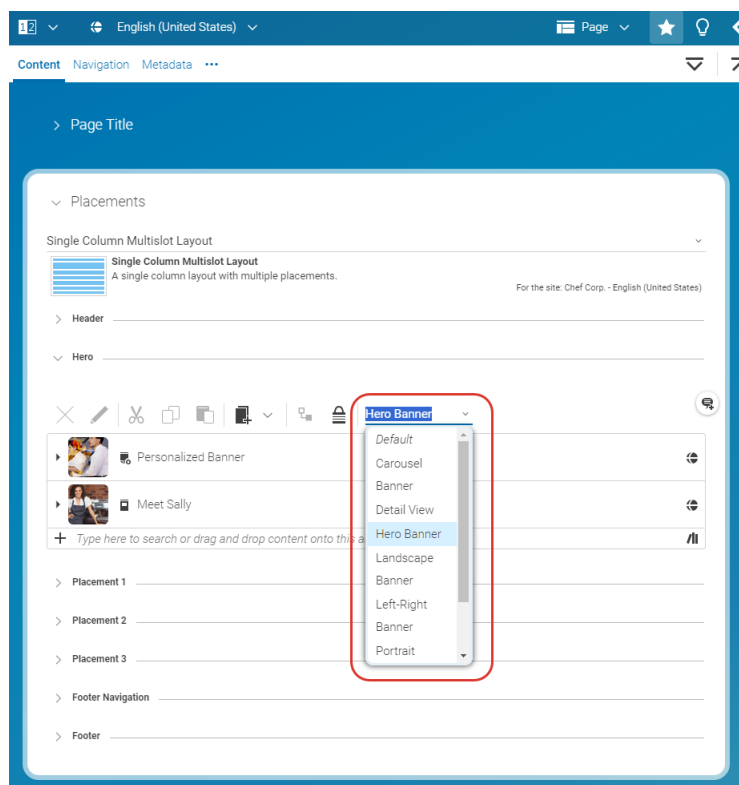 12 English (United States) Page
Content Navigation Metadata ...
Page Title
Placements
Single Column Multislot Layout
Single Column Multislot Layout
A single column layout with multiple placements.
For the site: Chef Corp. - English (United States)
Header
Hero
Hero Banner
Default
Carousel
Banner
Detail View
Hero Banner
Landscape
Banner
Left-Right
Banner
Portrait
Personalized Banner
Meet Sally
Type here to search or drag and drop content onto this a
Placement 1
Placement 2
Placement 3
Footer Navigation
Footer